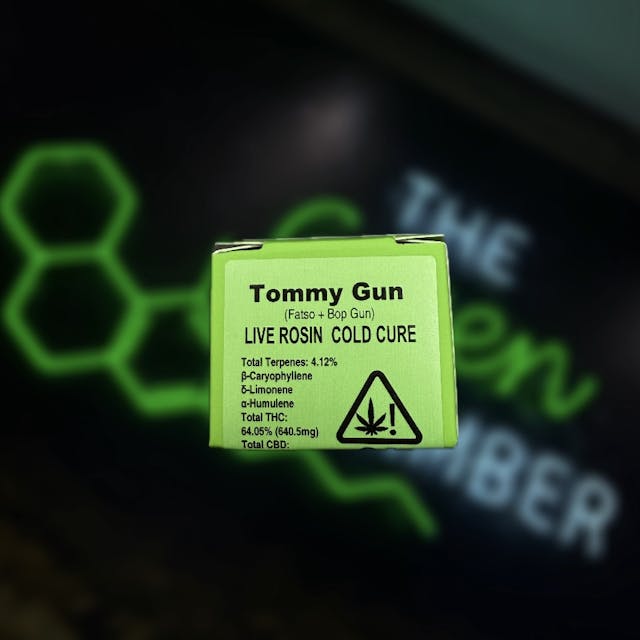 Tommy Gun
(Fatso + Bop Gun)
LIVE ROSIN COLD CURE
Total Terpenes: 4.12%
β-Caryophyllene
δ-Limonene
α-Humulene
Total THC:
64.05% (640.5mg)
Total CBD:
!
THE
MBER